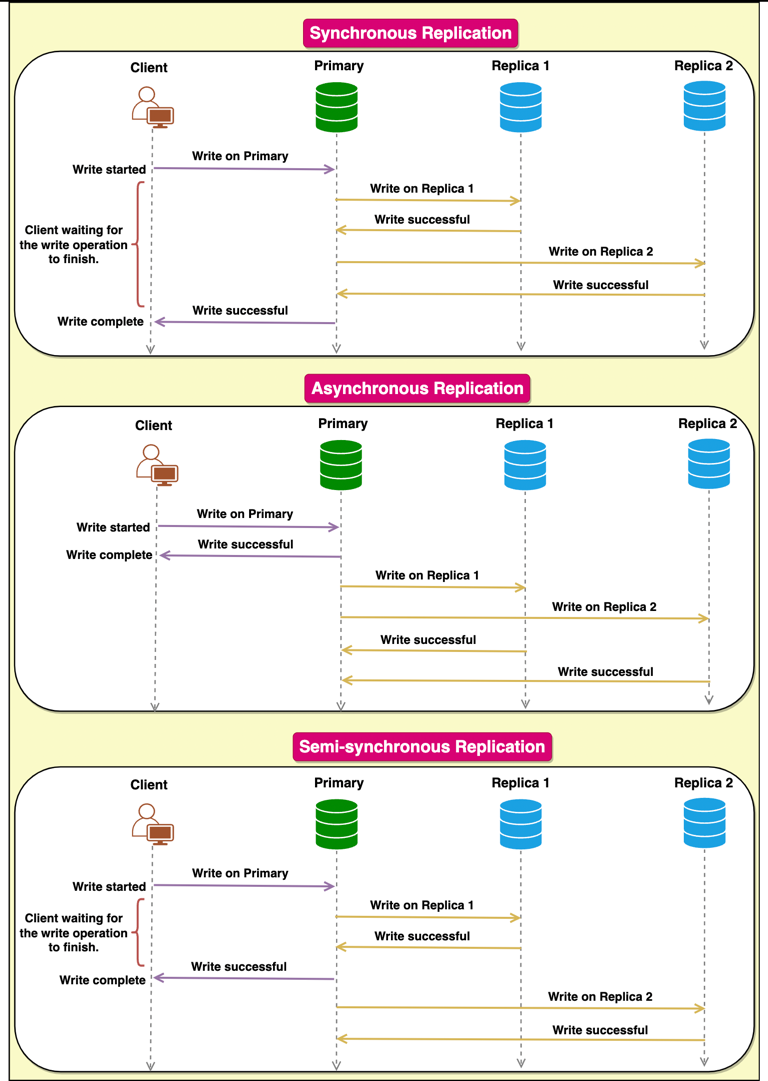 Synchronous Replication
Client
Primary
Replica 1
Replica 2
Write on Primary
Write started
Write on Replica 1
Write successful
Client waiting for
the write operation
to finish.
Write on Replica 2
Write successful
Write successful
Write complete
Asynchronous Replication
Client
Primary
Replica 1
Replica 2
Write on Primary
Write started
Write successful
Write complete
Write on Replica 1
Write on Replica 2
Write successful
Write successful
Semi-synchronous Replication
Client
Primary
Replica 1
Replica 2
Write on Primary
Write started
Write on Replica 1
Client waiting for
the write operation
to finish.
Write successful
Write successful
Write complete
Write on Replica 2
Write successful